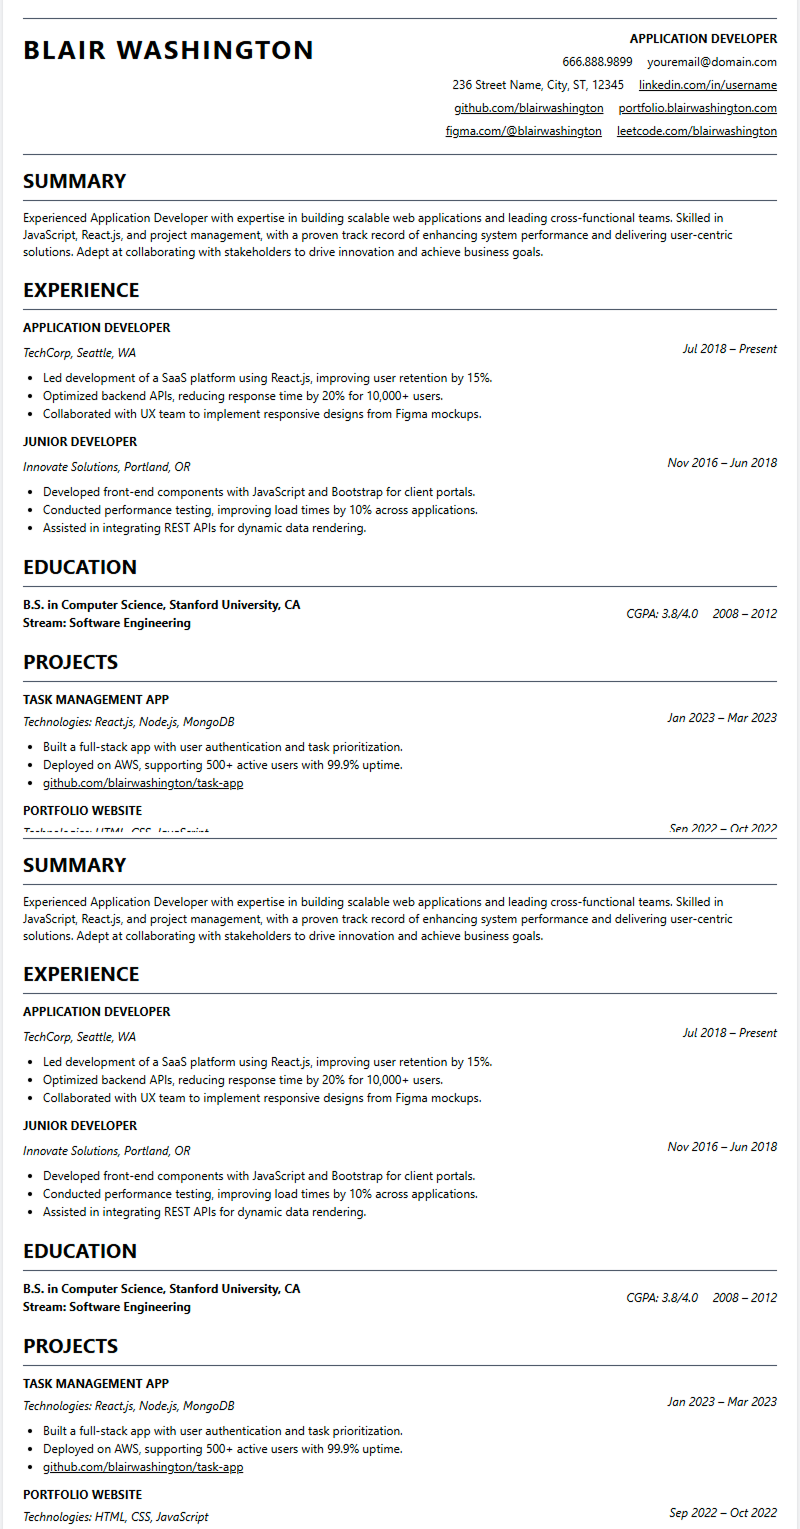 BLAIR WASHINGTON
APPLICATION DEVELOPER
666.888.9899 youremail@domain.com
236 Street Name, City, ST, 12345 linkedin.com/in/username
github.com/blairwashington portfolio.blairwashington.com
figma.com/@blairwashington leetcode.com/blairwashington
SUMMARY
Experienced Application Developer with expertise in building scalable web applications and leading cross-functional teams. Skilled in
JavaScript, React.js, and project management, with a proven track record of enhancing system performance and delivering user-centric
solutions. Adept at collaborating with stakeholders to drive innovation and achieve business goals.
EXPERIENCE
APPLICATION DEVELOPER
TechCorp, Seattle, WA Jul 2018 – Present
• Led development of a SaaS platform using React.js, improving user retention by 15%.
• Optimized backend APIs, reducing response time by 20% for 10,000+ users.
• Collaborated with UX team to implement responsive designs from Figma mockups.
JUNIOR DEVELOPER
Innovate Solutions, Portland, OR Nov 2016 – Jun 2018
• Developed front-end components with JavaScript and Bootstrap for client portals.
• Conducted performance testing, improving load times by 10% across applications.
• Assisted in integrating REST APIs for dynamic data rendering.
EDUCATION
B.S. in Computer Science, Stanford University, CA
Stream: Software Engineering
CGPA: 3.8/4.0 2008 – 2012
PROJECTS
TASK MANAGEMENT APP
Technologies: React.js, Node.js, MongoDB Jan 2023 – Mar 2023
• Built a full-stack app with user authentication and task prioritization.
• Deployed on AWS, supporting 500+ active users with 99.9% uptime.
• github.com/blairwashington/task-app
PORTFOLIO WEBSITE
Technologies: HTML, CSS, JavaScript Sep 2022 – Oct 2022
SUMMARY
Experienced Application Developer with expertise in building scalable web applications and leading cross-functional teams. Skilled in
JavaScript, React.js, and project management, with a proven track record of enhancing system performance and delivering user-centric
solutions. Adept at collaborating with stakeholders to drive innovation and achieve business goals.
EXPERIENCE
APPLICATION DEVELOPER
TechCorp, Seattle, WA Jul 2018 – Present
• Led development of a SaaS platform using React.js, improving user retention by 15%.
• Optimized backend APIs, reducing response time by 20% for 10,000+ users.
• Collaborated with UX team to implement responsive designs from Figma mockups.
JUNIOR DEVELOPER
Innovate Solutions, Portland, OR Nov 2016 – Jun 2018
• Developed front-end components with JavaScript and Bootstrap for client portals.
• Conducted performance testing, improving load times by 10% across applications.
• Assisted in integrating REST APIs for dynamic data rendering.
EDUCATION
B.S. in Computer Science, Stanford University, CA
Stream: Software Engineering
CGPA: 3.8/4.0 2008 – 2012
PROJECTS
TASK MANAGEMENT APP
Technologies: React.js, Node.js, MongoDB Jan 2023 – Mar 2023
• Built a full-stack app with user authentication and task prioritization.
• Deployed on AWS, supporting 500+ active users with 99.9% uptime.
• github.com/blairwashington/task-app
PORTFOLIO WEBSITE
Technologies: HTML, CSS, JavaScript Sep 2022 – Oct 2022